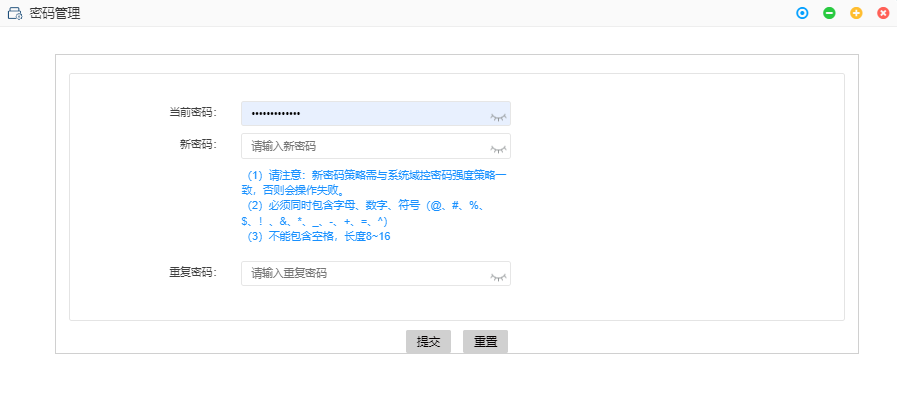 密码管理
当前密码：
•••••••••••••
新密码：
请输入新密码
（1）请注意：新密码策略需与系统域控密码强度策略一
致，否则会操作失败。
（2）必须同时包含字母、数字、符号（@、#、%、
$、！、&、*、_、-、+、=、^）
（3）不能包含空格，长度8~16
重复密码：
请输入重复密码
提交
重置